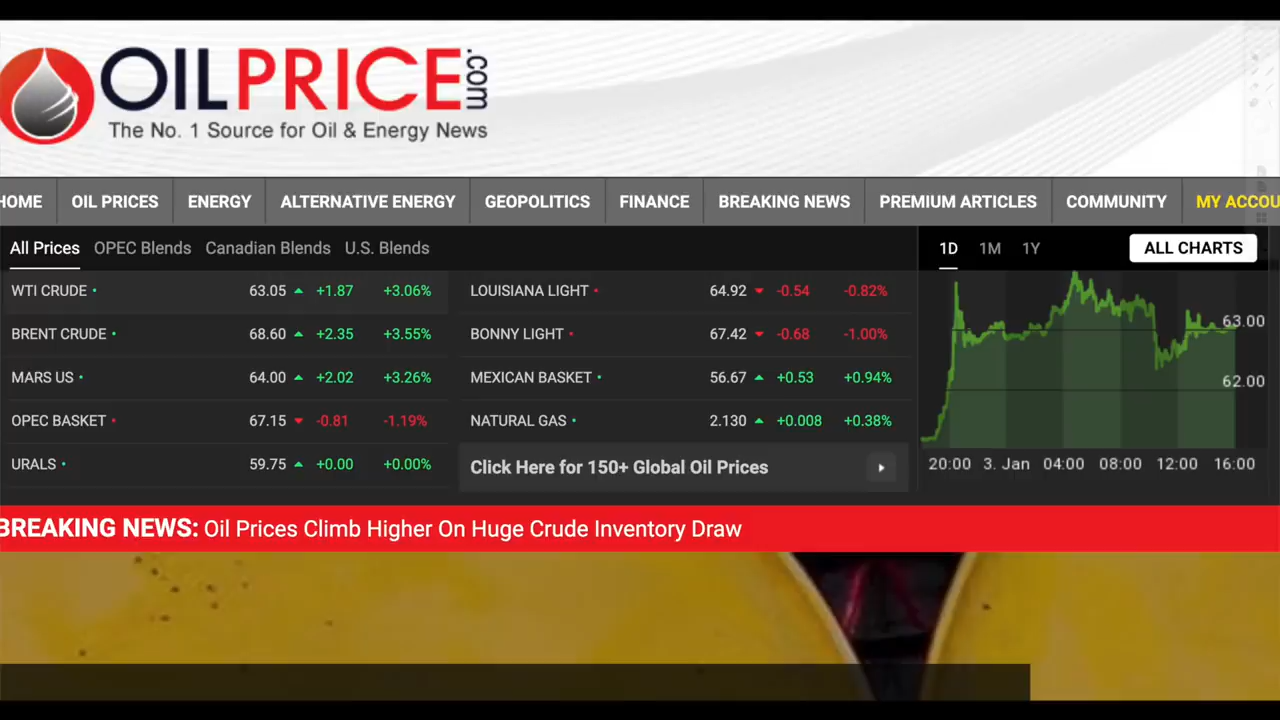 OILPRICE.com
The No. 1 Source for Oil & Energy News
HOME OIL PRICES ENERGY ALTERNATIVE ENERGY GEOPOLITICS FINANCE BREAKING NEWS PREMIUM ARTICLES COMMUNITY MY ACCOU
All Prices OPEC Blends Canadian Blends U.S. Blends
WTI CRUDE 63.05 +1.87 +3.06%
BRENT CRUDE 68.60 +2.35 +3.55%
MARS US 64.00 +2.02 +3.26%
OPEC BASKET 67.15 -0.81 -1.19%
URALS 59.75 +0.00 +0.00%
LOUISIANA LIGHT 64.92 -0.54 -0.82%
BONNY LIGHT 67.42 -0.68 -1.00%
MEXICAN BASKET 56.67 +0.53 +0.94%
NATURAL GAS 2.130 +0.008 +0.38%
Click Here for 150+ Global Oil Prices
1D 1M 1Y ALL CHARTS
63.00
62.00
20:00 3. Jan 04:00 08:00 12:00 16:00
BREAKING NEWS: Oil Prices Climb Higher On Huge Crude Inventory Draw